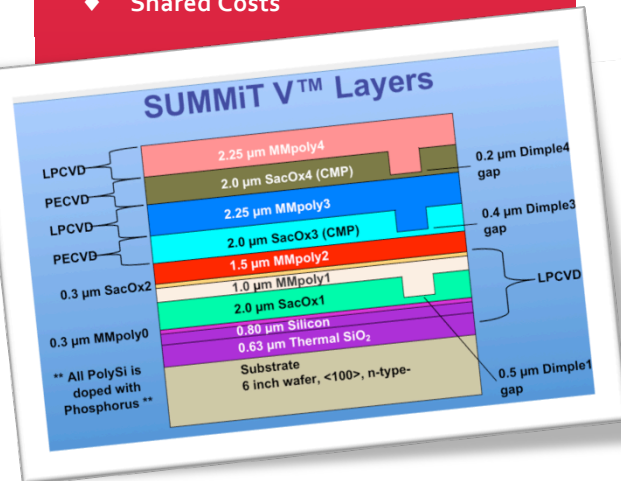 ◆ Shared Costs
SUMMiT V™ Layers
LPCVD
PECVD
LPCVD
PECVD
0.3 µm SacOx2
0.3 µm MMpoly0
** All PolySi is
doped with
Phosphorus **
2.25 µm MMpoly4
2.0 µm SacOx4 (CMP)
2.25 µm MMpoly3
2.0 µm SacOx3 (CMP)
1.5 µm MMpoly2
1.0 µm MMpoly1
2.0 µm SacOx1
0.80 µm Silicon
0.63 µm Thermal SiO₂
Substrate
6 inch wafer, <100>, n-type-
0.2 µm Dimple4
gap
0.4 µm Dimple3
gap
LPCVD
0.5 µm Dimple1
gap